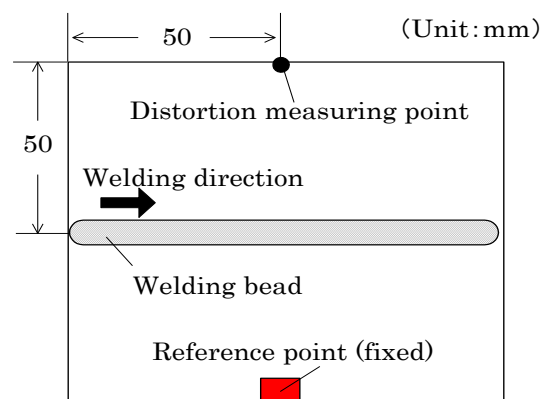 50
(Unit:mm)
Distortion measuring point
50
Welding direction
Welding bead
Reference point (fixed)